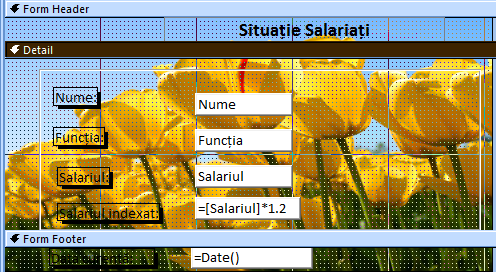 Form Header
Situație Salariați
Detail
Nume: Nume
Funcția: Funcția
Salariul: Salariul
Salariul indexat: =[Salariul]*1.2
Form Footer
=Date()